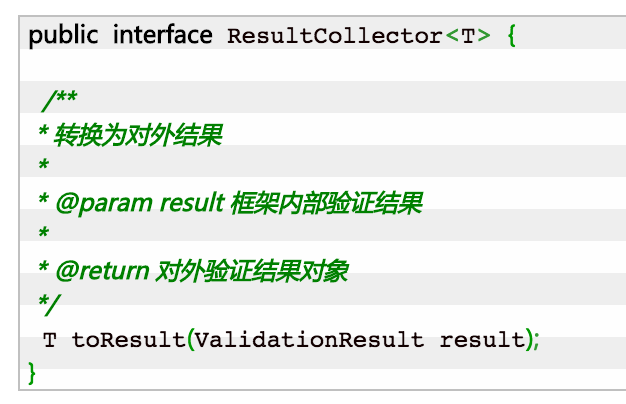 public interface ResultCollector<T> {
/**
* 转换为对外结果
*
* @param result 框架内部验证结果
*
* @return 对外验证结果对象
*/
T toResult(ValidationResult result);
}